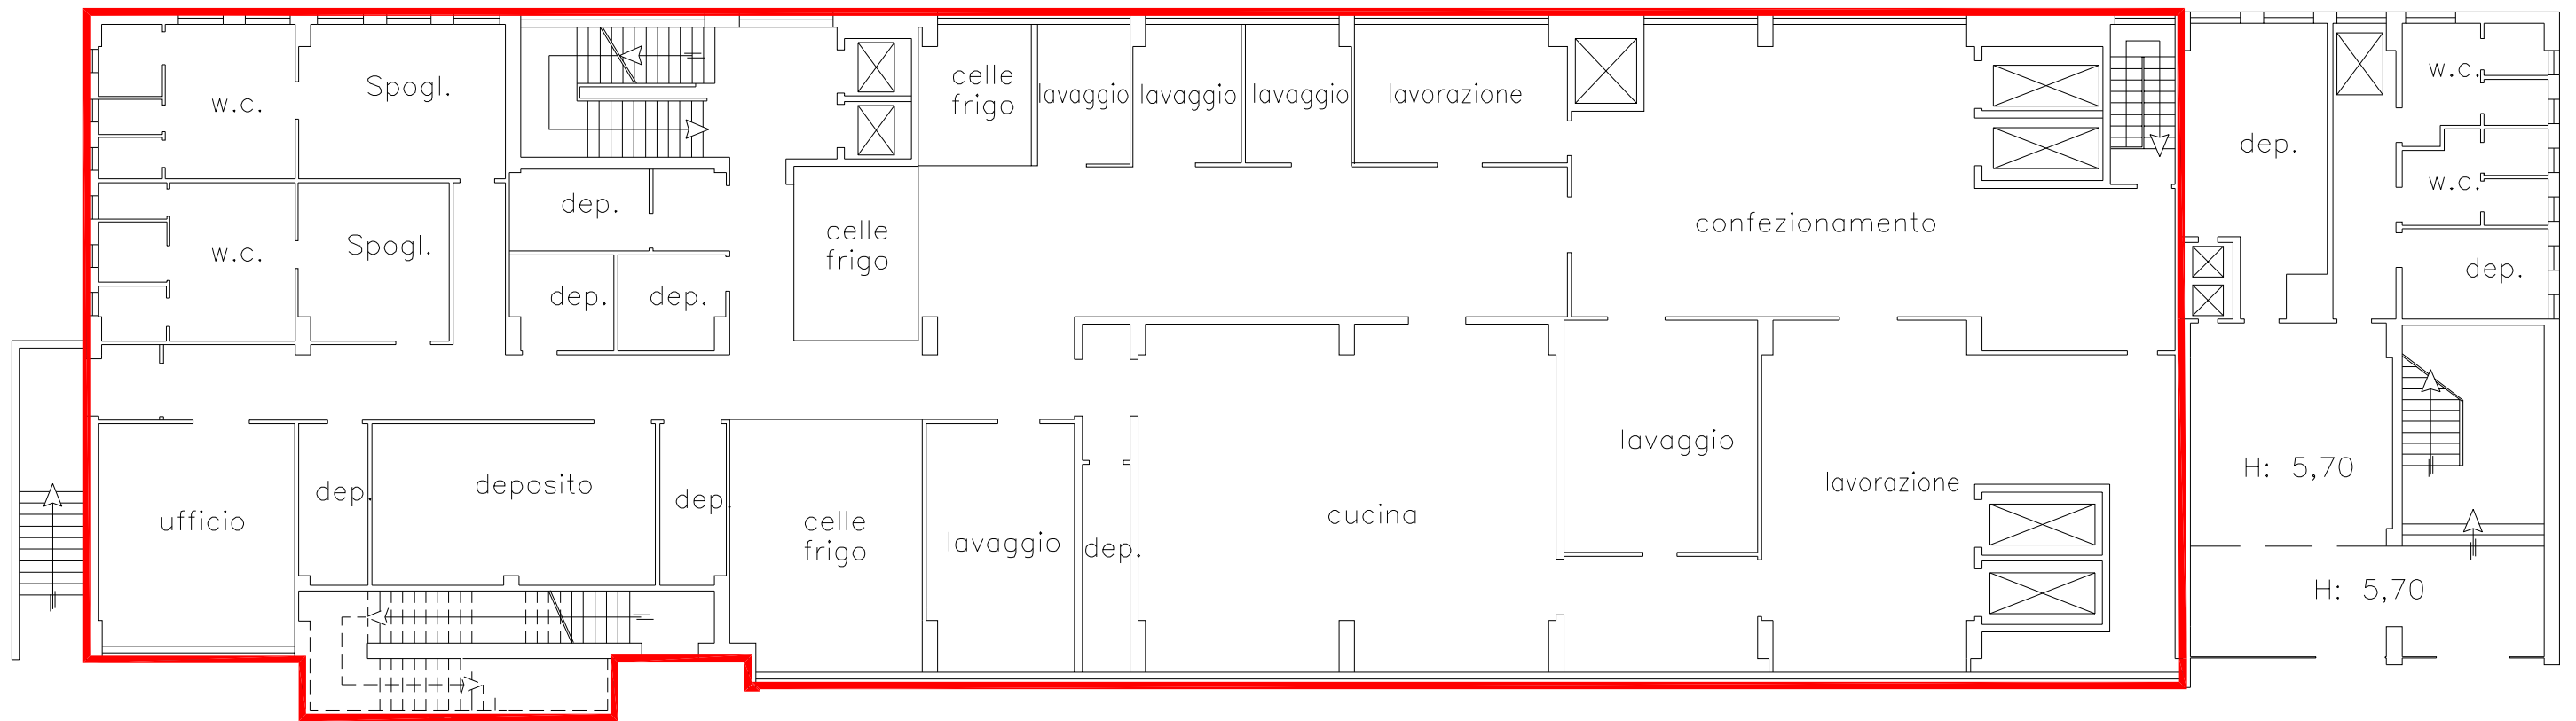 w.c.
Spogl.
celle
frigo
lavaggio
lavaggio
lavaggio
lavorazione
dep.
w.c.
w.c.
Spogl.
dep.
celle
frigo
confezionamento
w.c.
dep.
dep.
dep.
ufficio
dep.
deposito
dep.
celle
frigo
lavaggio
dep.
cucina
lavaggio
lavorazione
H: 5,70
H: 5,70